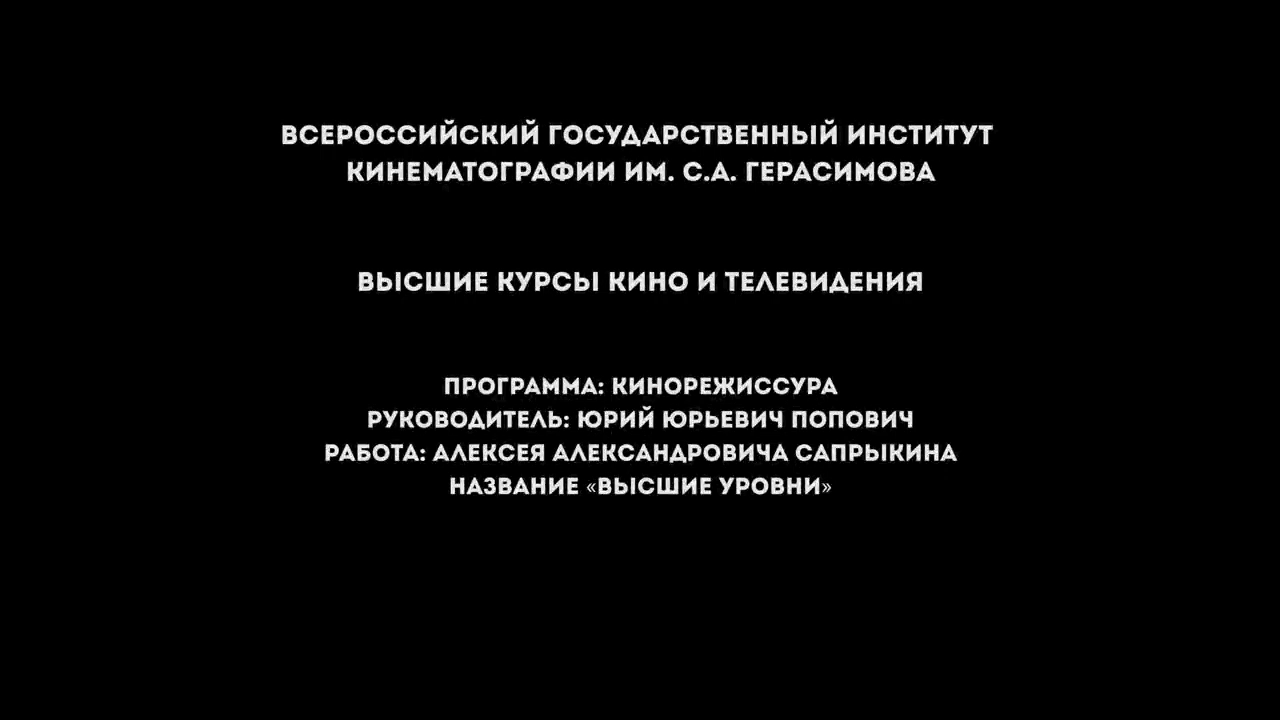 ВСЕРОССИЙСКИЙ ГОСУДАРСТВЕННЫЙ ИНСТИТУТ
КИНЕМАТОГРАФИИ ИМ. С.А. ГЕРАСИМОВА
ВЫСШИЕ КУРСЫ КИНО И ТЕЛЕВИДЕНИЯ
ПРОГРАММА: КИНОРЕЖИССУРА
РУКОВОДИТЕЛЬ: ЮРИЙ ЮРЬЕВИЧ ПОПОВИЧ
РАБОТА: АЛЕКСЕЯ АЛЕКСАНДРОВИЧА САПРЫКИНА
НАЗВАНИЕ «ВЫСШИЕ УРОВНИ»